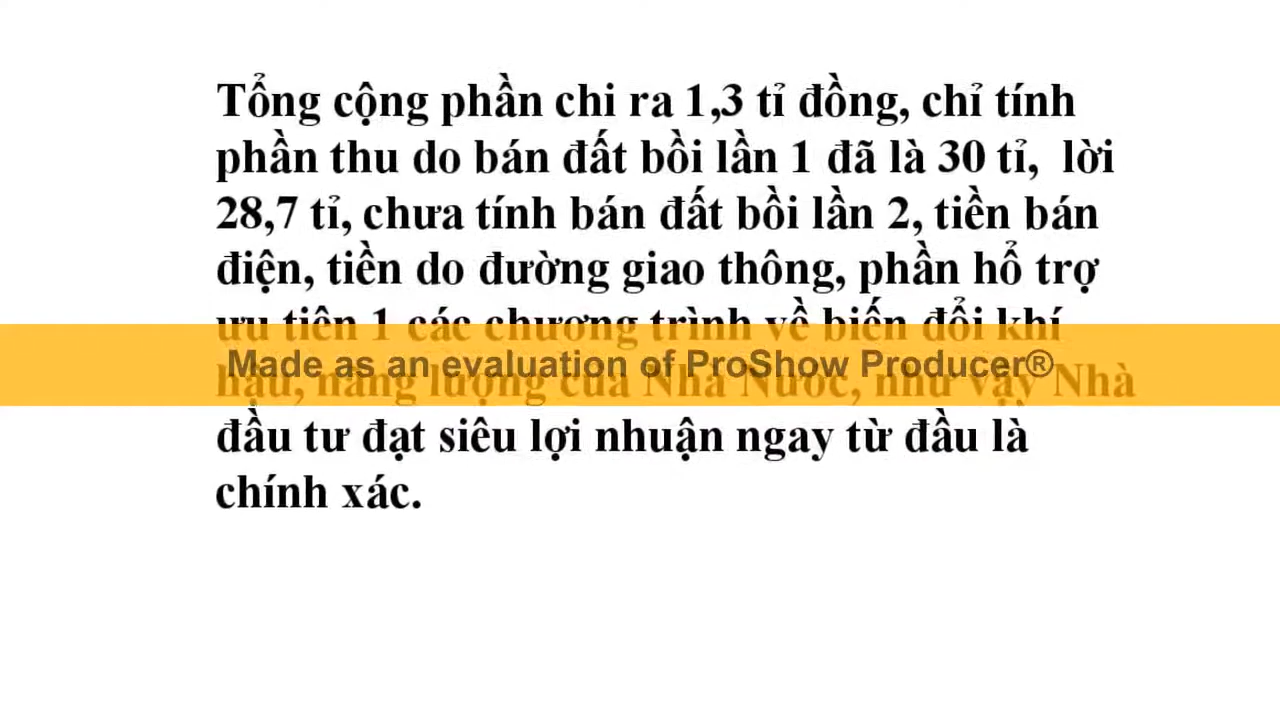 Tổng cộng phần chi ra 1,3 tỉ đồng, chỉ tính
phần thu do bán đất bồi lần 1 đã là 30 tỉ, lời
28,7 tỉ, chưa tính bán đất bồi lần 2, tiền bán
điện, tiền do đường giao thông, phần hổ trợ
ưu tiên 1 các chương trình về biến đổi khí
Made as an evaluation of ProShow Producer®
hậu, năng lượng của Nhà Nước, như vậy Nhà
đầu tư đạt siêu lợi nhuận ngay từ đầu là
chính xác.